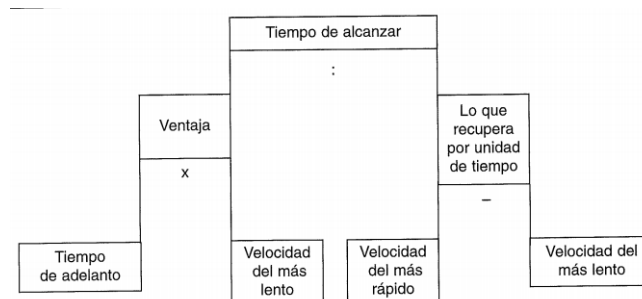 Tiempo de alcanzar
:
Ventaja
x
Lo que
recupera
por unidad
de tiempo
–
Tiempo
de adelanto
Velocidad
del más
lento
Velocidad
del más
rápido
Velocidad del
más lento